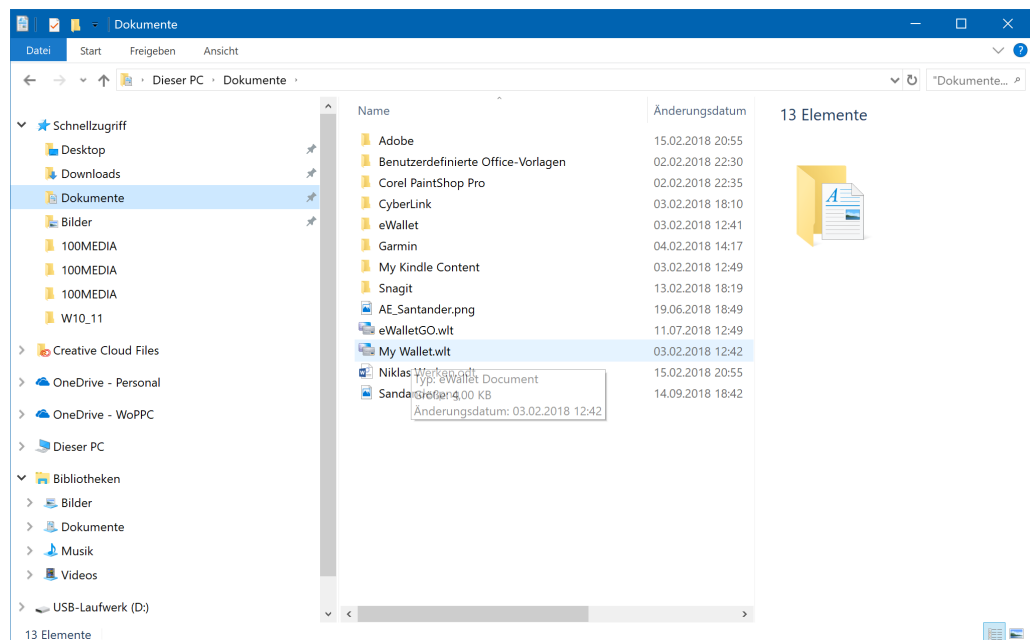 Dokumente
Datei Start Freigeben Ansicht
Dieser PC Dokumente "Dokumente...
Schnellzugriff
Desktop
Downloads
Dokumente
Bilder
100MEDIA
100MEDIA
100MEDIA
W10_11
Creative Cloud Files
OneDrive - Personal
OneDrive - WoPPC
Dieser PC
Bibliotheken
Bilder
Dokumente
Musik
Videos
USB-Laufwerk (D:)
Name Änderungsdatum
Adobe 15.02.2018 20:55
Benutzerdefinierte Office-Vorlagen 02.02.2018 22:30
Corel PaintShop Pro 02.02.2018 22:35
CyberLink 03.02.2018 18:10
eWallet 03.02.2018 12:41
Garmin 04.02.2018 14:17
My Kindle Content 03.02.2018 12:49
Snagit 13.02.2018 18:19
AE_Santander.png 19.06.2018 18:49
eWalletGO.wlt 11.07.2018 12:49
My Wallet.wlt 03.02.2018 12:42
Niklas Werken.odt 15.02.2018 20:55
14.09.2018 18:42
Typ: eWallet Document
Größe: 4,00 KB
Änderungsdatum: 03.02.2018 12:42
13 Elemente
13 Elemente